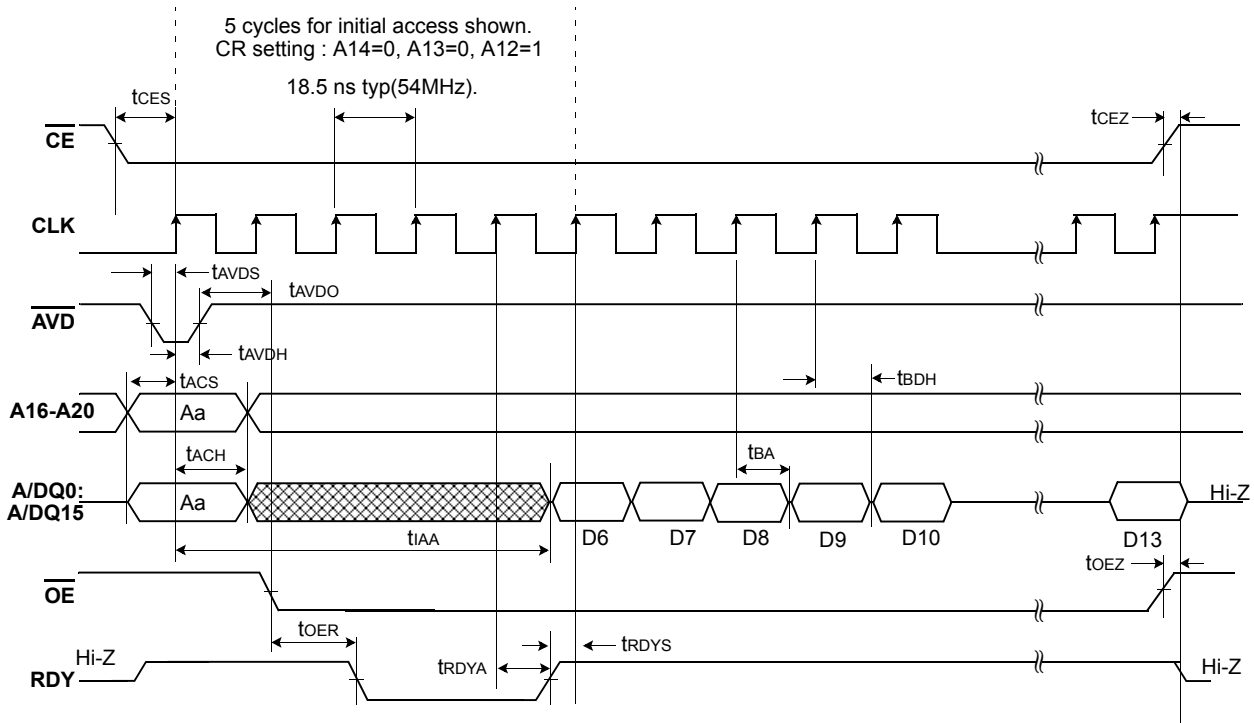 5 cycles for initial access shown.
CR setting : A14=0, A13=0, A12=1
18.5 ns typ(54MHz).
tCES
tCEZ
CE
CLK
tAVDS
tAVDO
AVD
tAVDH
tACS
tBDH
A16-A20
Aa
tACH
tBA
A/DQ0:
A/DQ15
Aa
Hi-Z
tIAA
D6
D7
D8
D9
D10
D13
tOEZ
OE
tOER
tRDYS
Hi-Z
tRDYA
Hi-Z
RDY